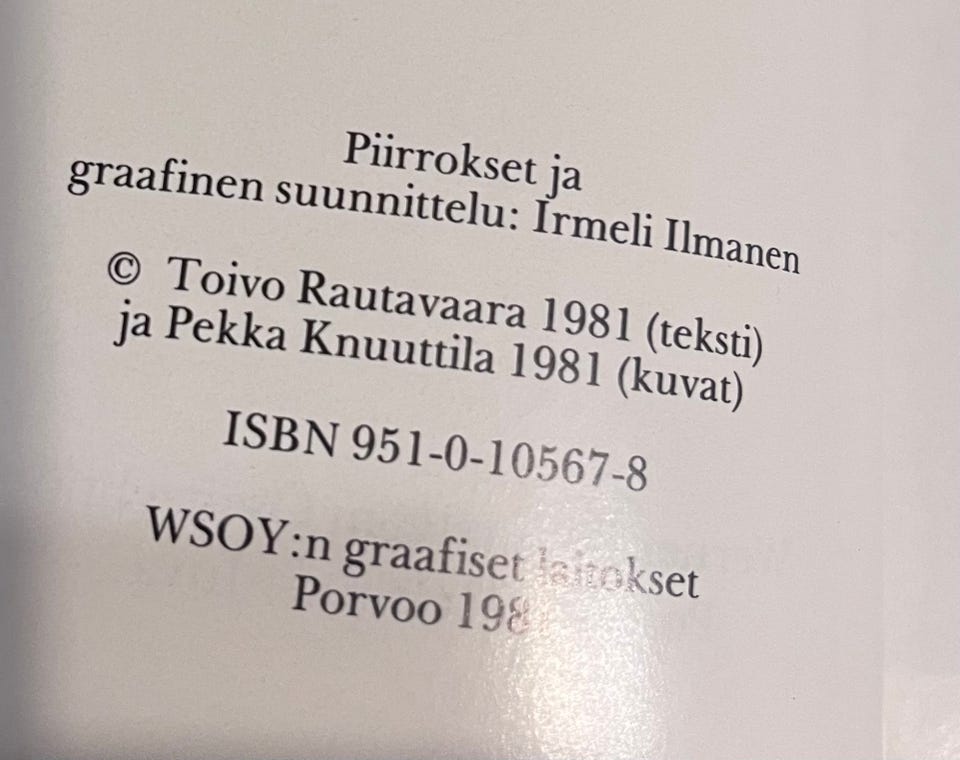 Piirrokset ja
graafinen suunnittelu: Irmeli Ilmanen
© Toivo Rautavaara 1981 (teksti)
ja Pekka Knuuttila 1981 (kuvat)
ISBN 951-0-10567-8
WSOY:n graafiset laitokset
Porvoo